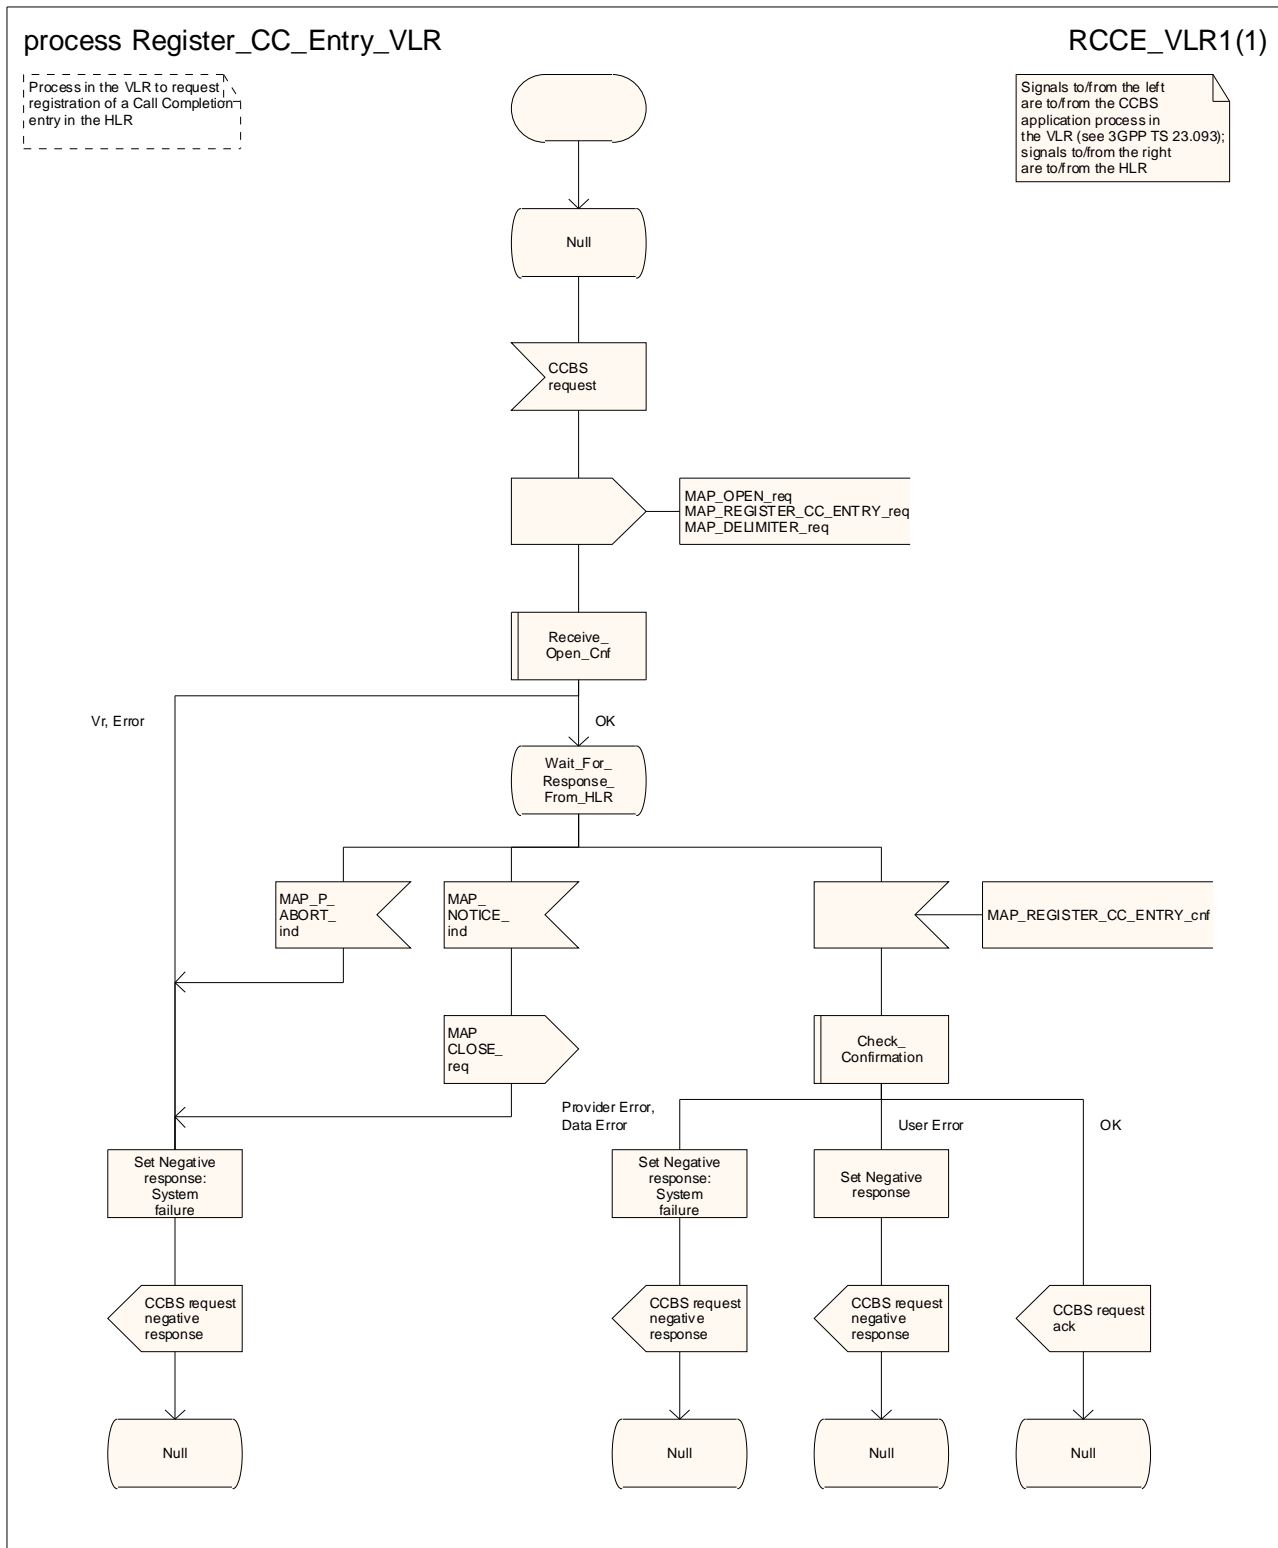 process Register_CC_Entry_VLR
RCCE_VLR1(1)
Process in the VLR to request
registration of a Call Completion
entry in the HLR
Signals to/from the left
are to/from the CCBS
application process in
the VLR (see 3GPP TS 23.093);
signals to/from the right
are to/from the HLR
Null
CCBS
request
MAP_OPEN_req
MAP_REGISTER_CC_ENTRY_req
MAP_DELIMITER_req
Receive_
Open_Cnf
Vr, Error
OK
Wait_For_
Response_
From_HLR
MAP_P_
ABORT_
ind
MAP_
NOTICE_
ind
MAP_REGISTER_CC_ENTRY_cnf
MAP
CLOSE_
req
Check_
Confirmation
Provider Error,
Data Error
User Error
OK
Set Negative
response:
System
failure
Set Negative
response:
System
failure
Set Negative
response
CCBS request
negative
response
CCBS request
negative
response
CCBS request
negative
response
CCBS request
ack
Null
Null
Null
Null